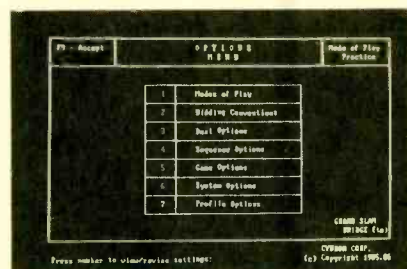 F9 - Accept
OPTIONS
MENU
Mode of Play
Practice
1 Modes of Play
2 Bidding Conventions
3 Deal Options
4 Sequence Options
5 Game Options
6 System Options
7 Profile Options
GRAND SLAM
BRIDGE (tm)
CYBRON CORP.
Press number to view/revise settings:
(c) Copyright 1985,86